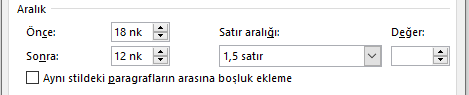 Aralık
Önce: 18 nk Satır aralığı: Değer:
Sonra: 12 nk 1,5 satır
Aynı stildeki paragrafların arasına boşluk ekleme